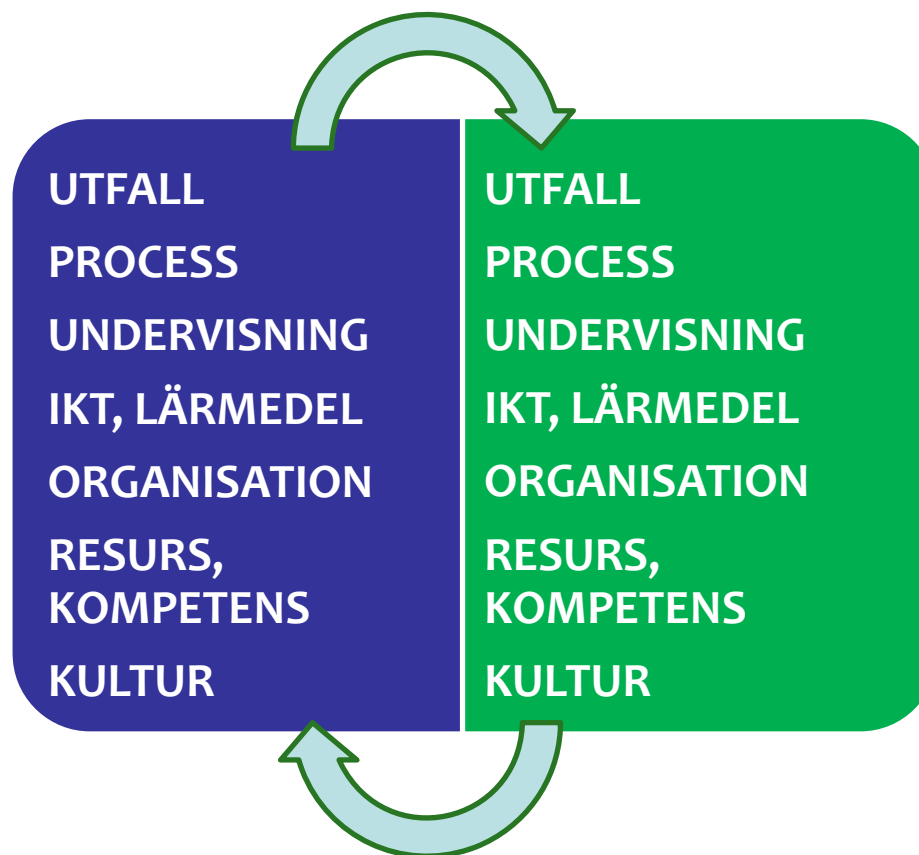 UTFALL
PROCESS
UNDERVISNING
IKT, LÄRMEDEL
ORGANISATION
RESURS,
KOMPETENS
KULTUR
UTFALL
PROCESS
UNDERVISNING
IKT, LÄRMEDEL
ORGANISATION
RESURS,
KOMPETENS
KULTUR